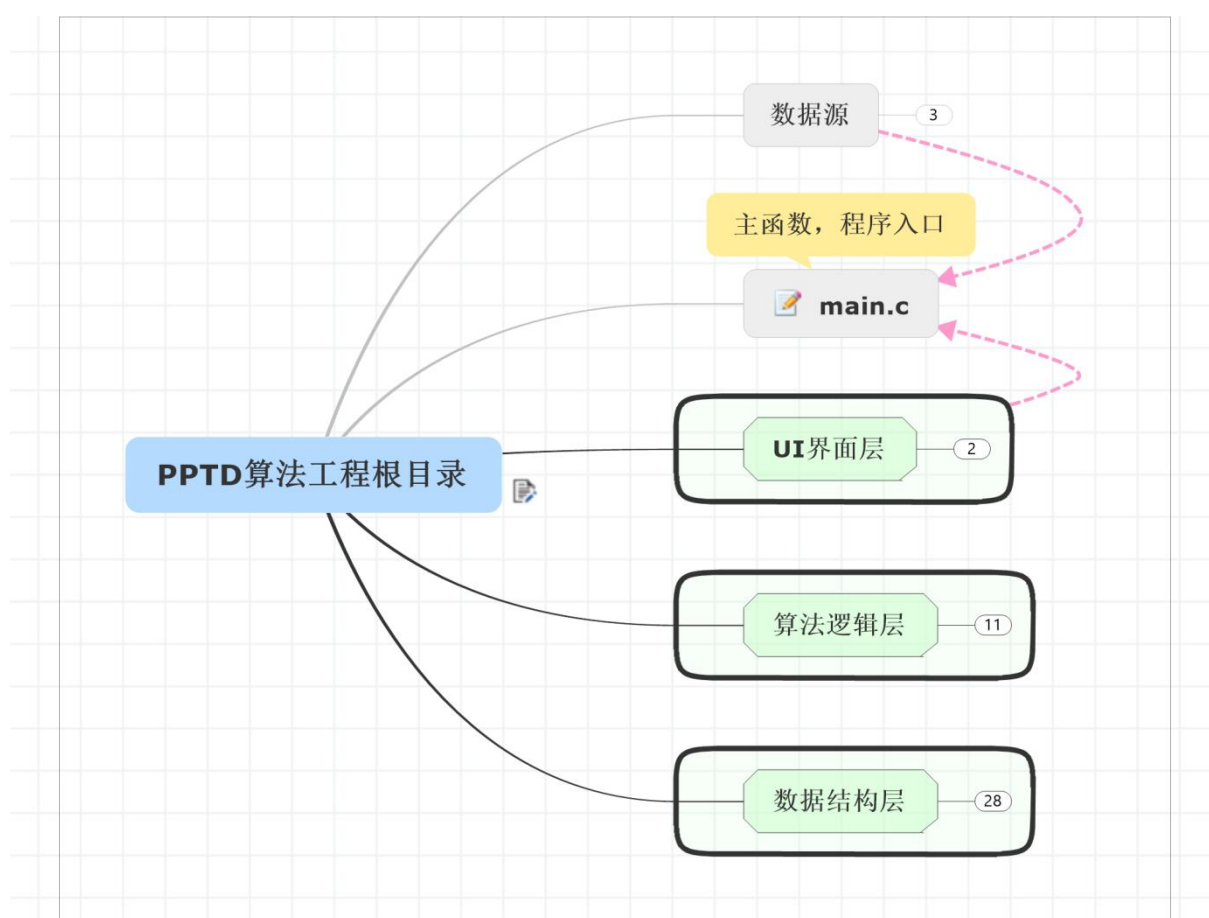 数据源
3
主函数，程序入口
main.c
UI界面层
2
PPTD算法工程根目录
算法逻辑层
11
数据结构层
28